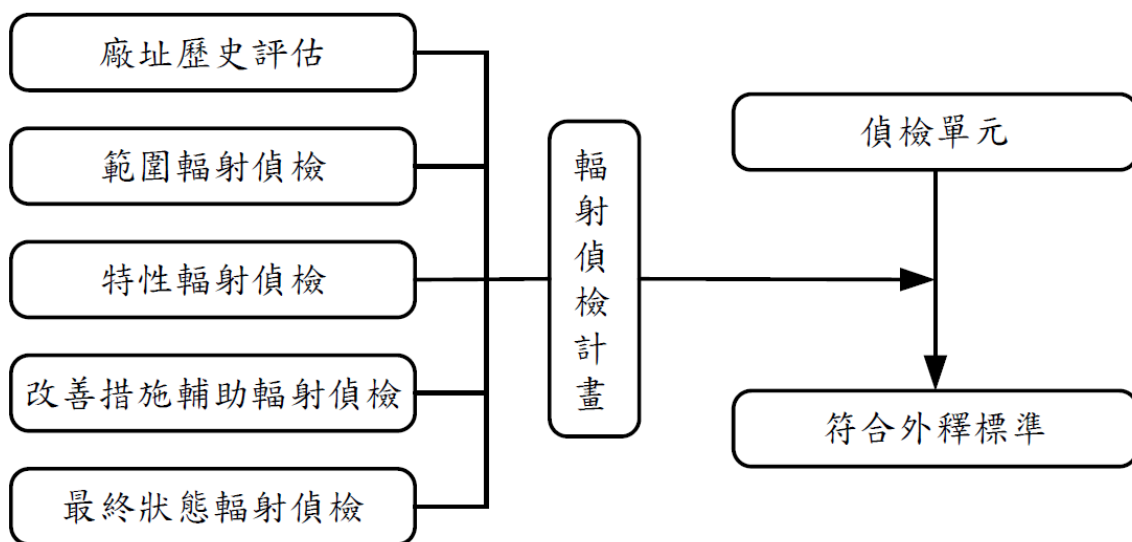 廠址歷史評估
範圍輻射偵檢
特性輻射偵檢
改善措施輔助輻射偵檢
最終狀態輻射偵檢
輻射偵檢計畫
偵檢單元
符合外釋標準